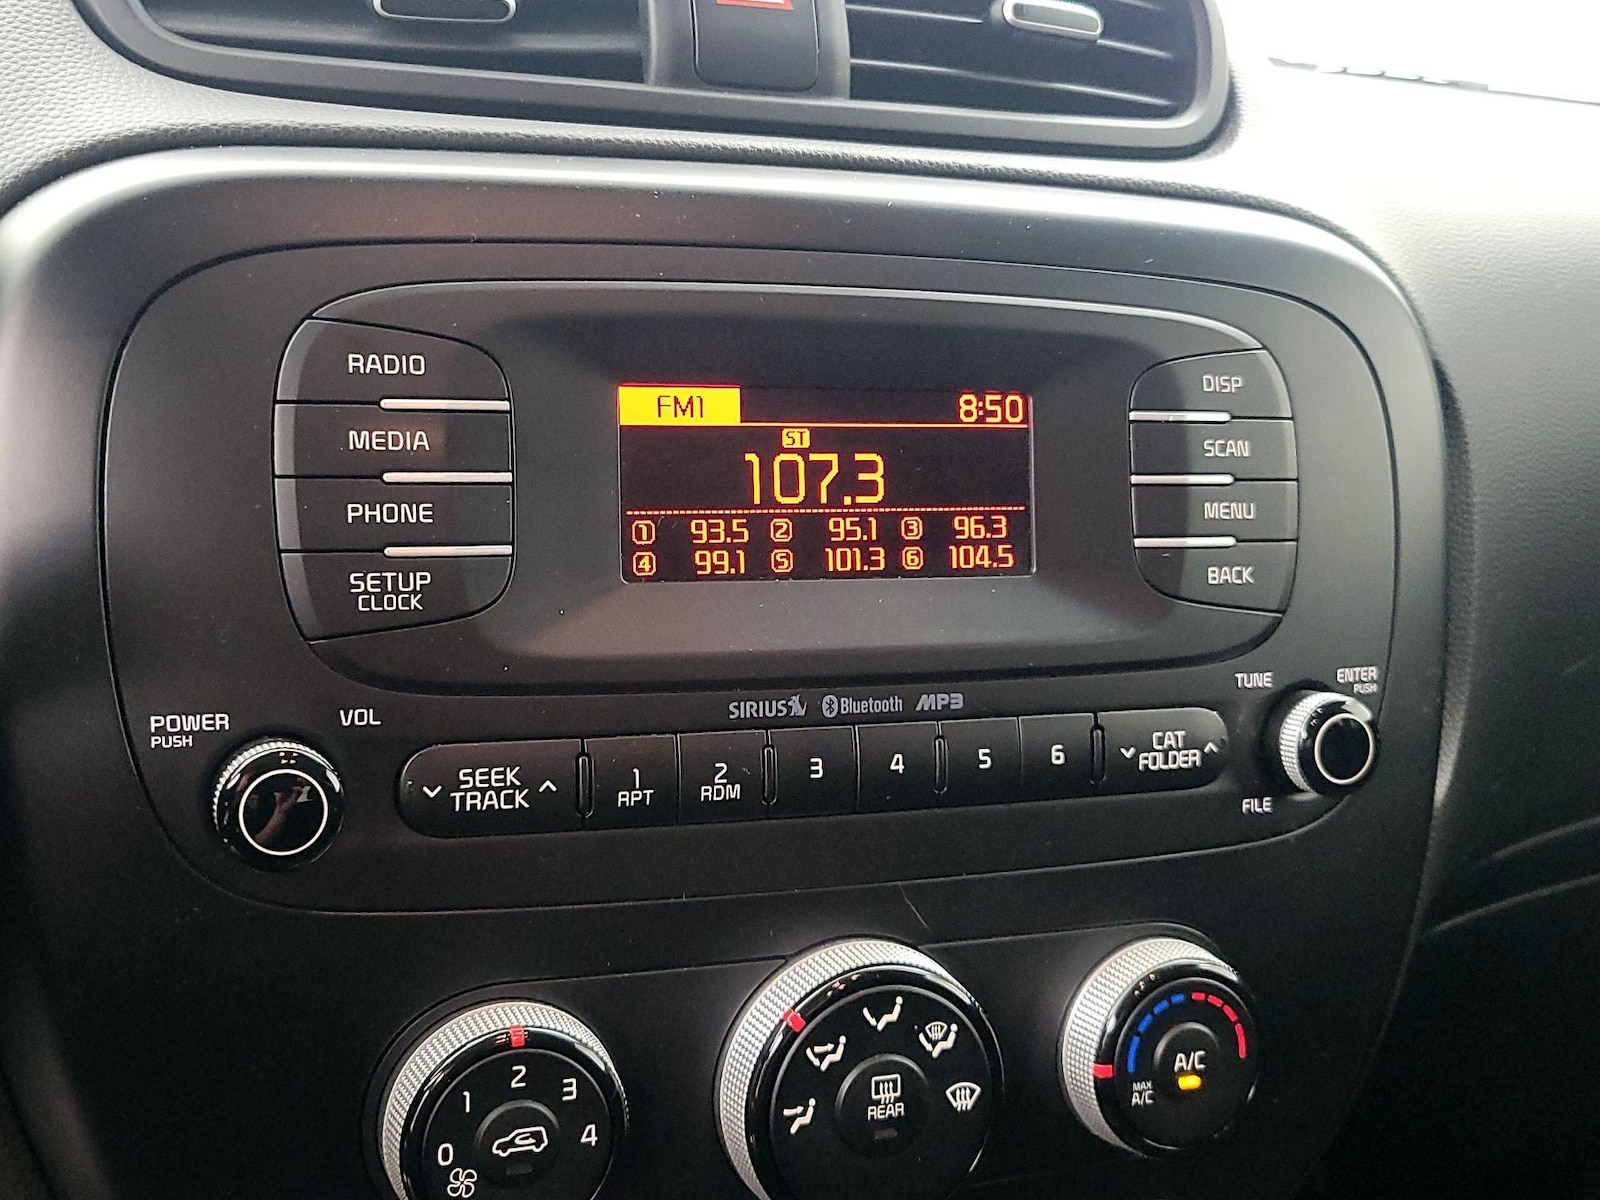 RADIO
MEDIA
PHONE
SETUP
CLOCK
FM1 8:50
ST
107.3
1 93.5 2 95.1 3 96.3
4 99.1 5 101.3 6 104.5
DISP
SCAN
MENU
BACK
POWER
PUSH
VOL
SIRIUS Bluetooth MP3
TUNE
ENTER
PUSH
FILE
SEEK
TRACK
1
RPT
2
RDM
3
4
5
6
CAT
FOLDER
0 1 2 3 4
REAR
A/C
MAX
A/C